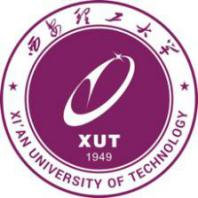 西安理工大学
XUT
1949
XI'AN UNIVERSITY OF TECHNOLOGY